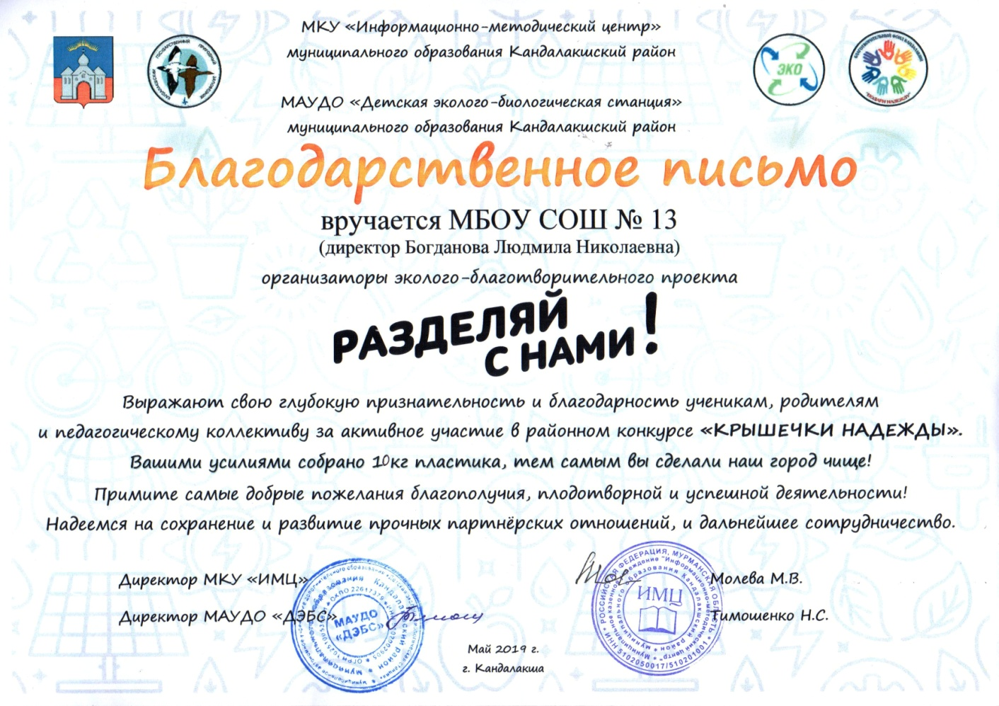 МКУ «Информационно-методический центр»
муниципального образования Кандалакшский район
МАУДО «Детская эколого-биологическая станция»
муниципального образования Кандалакшский район
ЭКО
Благодарственное письмо
вручается МБОУ СОШ № 13
(директор Богданова Людмила Николаевна)
организаторы эколого-благотворительного проекта
РАЗДЕЛЯЙ
С НАМИ!
Выражают свою глубокую признательность и благодарность ученикам, родителям
и педагогическому коллективу за активное участие в районном конкурсе «КРЫШЕЧКИ НАДЕЖДЫ».
Вашими усилиями собрано 10кг пластика, тем самым вы сделали наш город чище!
Примите самые добрые пожелания благополучия, плодотворной и успешной деятельности!
Надеемся на сохранение и развитие прочных партнёрских отношений, и дальнейшее сотрудничество.
Директор МКУ «ИМЦ»
Молева М.В.
Директор МАУДО «ДЭБС»
Тимошенко Н.С.
МАУДО
«ДЭБС»
ИМЦ
Май 2019 г.
г. Кандалакша